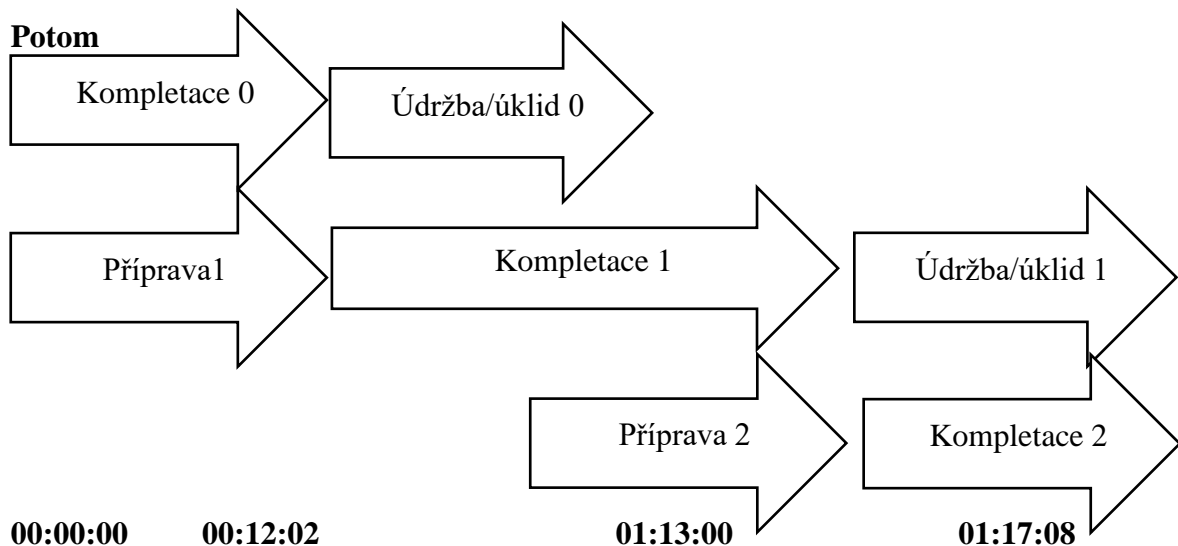 Potom
Kompletace 0
Údržba/úklid 0
Příprava1
Kompletace 1
Údržba/úklid 1
Příprava 2
Kompletace 2
00:00:00 00:12:02 01:13:00 01:17:08